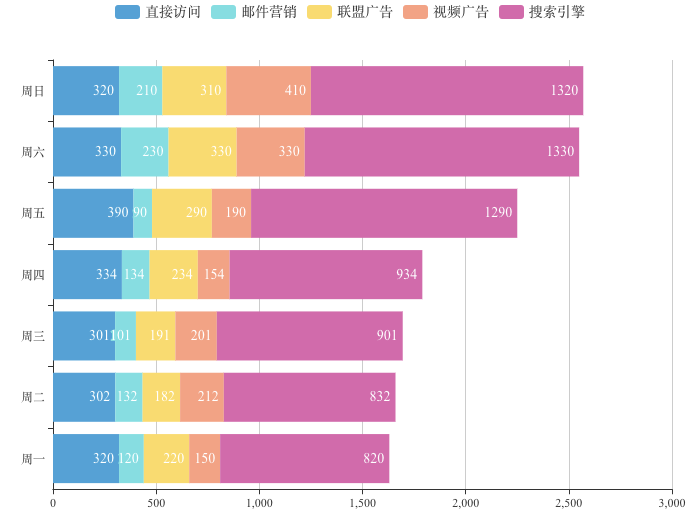 直接访问 邮件营销 联盟广告 视频广告 搜索引擎
周日 320 210 310 410 1320
周六 330 230 330 330 1330
周五 390 90 290 190 1290
周四 334 134 234 154 934
周三 301 101 191 201 901
周二 302 132 182 212 832
周一 320 120 220 150 820
0 500 1,000 1,500 2,000 2,500 3,000